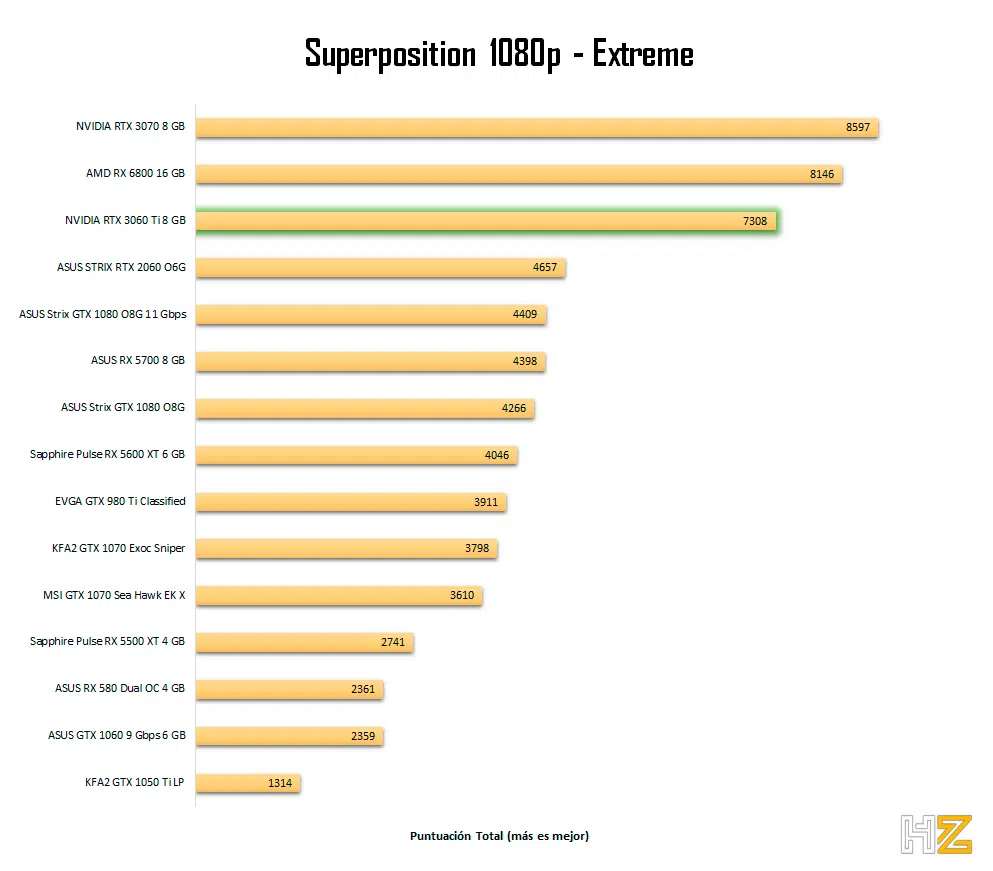 Superposition 1080p - Extreme
NVIDIA RTX 3070 8 GB 8597
AMD RX 6800 16 GB 8146
NVIDIA RTX 3060 Ti 8 GB 7308
ASUS STRIX RTX 2060 O6G 4657
ASUS Strix GTX 1080 O8G 11 Gbps 4409
ASUS RX 5700 8 GB 4398
ASUS Strix GTX 1080 O8G 4266
Sapphire Pulse RX 5600 XT 6 GB 4046
EVGA GTX 980 Ti Classified 3911
KFA2 GTX 1070 Exoc Sniper 3798
MSI GTX 1070 Sea Hawk EK X 3610
Sapphire Pulse RX 5500 XT 4 GB 2741
ASUS RX 580 Dual OC 4 GB 2361
ASUS GTX 1060 9 Gbps 6 GB 2359
KFA2 GTX 1050 Ti LP 1314
Puntuación Total (más es mejor)
HZ